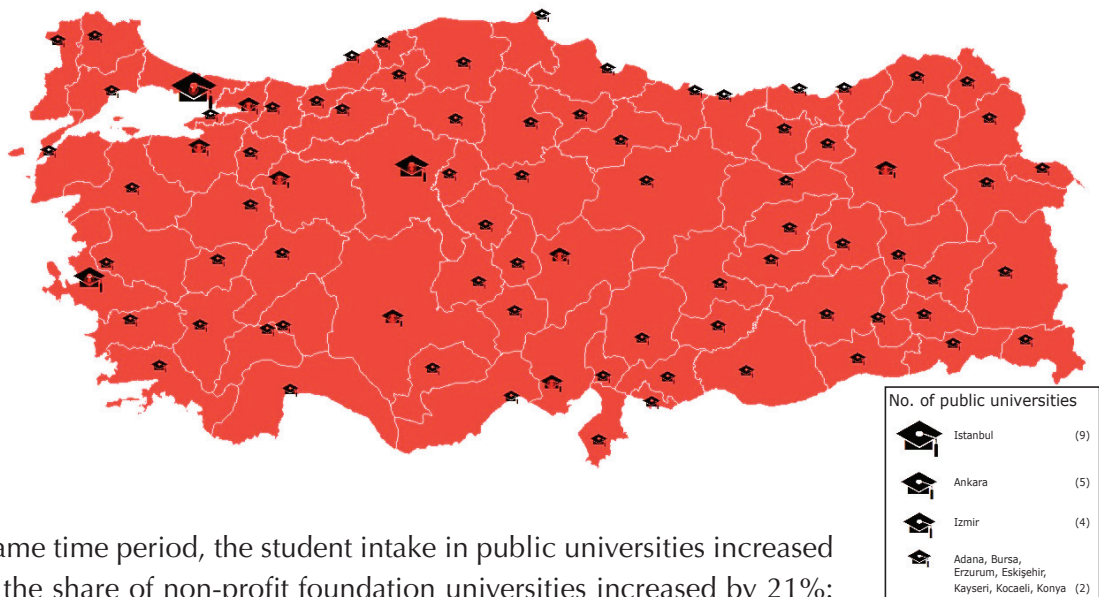 No. of public universities
Istanbul (9)
Ankara (5)
Izmir (4)
Adana, Bursa,
Erzurum, Eskişehir,
Kayseri, Kocaeli, Konya (2)
ame time period, the student intake in public universities increased
the share of non-profit foundation universities increased by 21%: